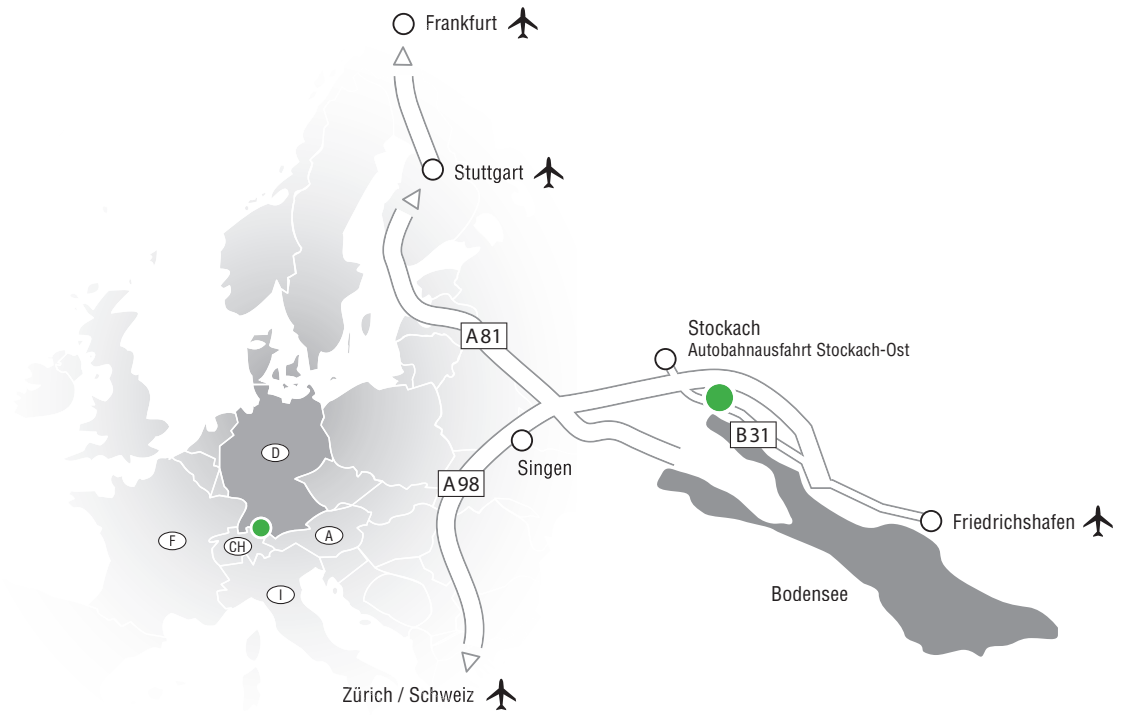 Frankfurt
Stuttgart
A81
Stockach
Autobahnausfahrt Stockach-Ost
B31
D
Singen
A98
Friedrichshafen
F
CH
A
I
Bodensee
Zürich / Schweiz